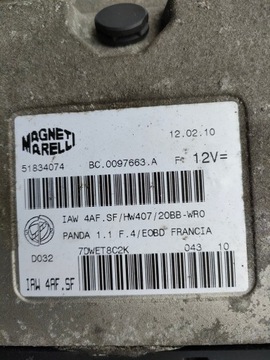 MAGNETI
MARELLI
12.02.10
51834074 BC.0097663.A F. 12V=
IAW 4AF.SF/HW407/20BB-WR0
PANDA 1.1 F.4/EOBD FRANCIA
D032 7DWET8C2K 043 10
IAW 4AF.SF